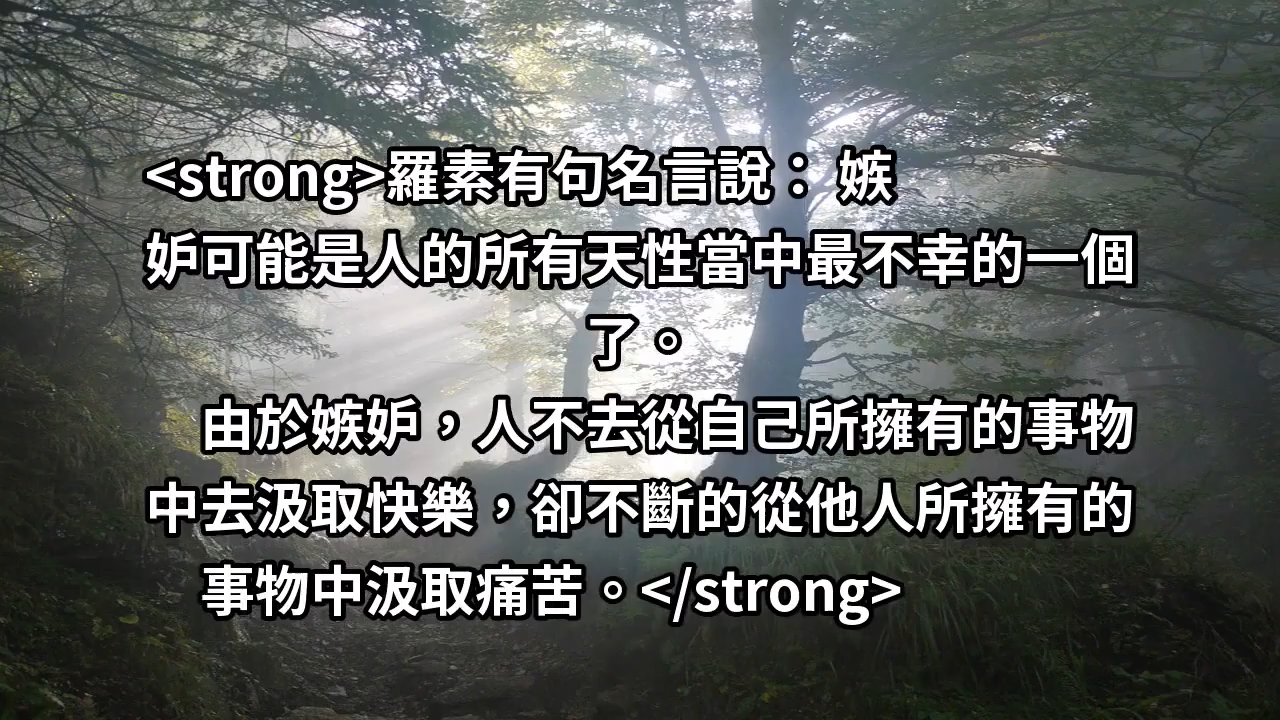 <strong>羅素有句名言說： 嫉
妒可能是人的所有天性當中最不幸的一個
了。
由於嫉妒，人不去從自己所擁有的事物
中去汲取快樂，卻不斷的從他人所擁有的
事物中汲取痛苦。</strong>